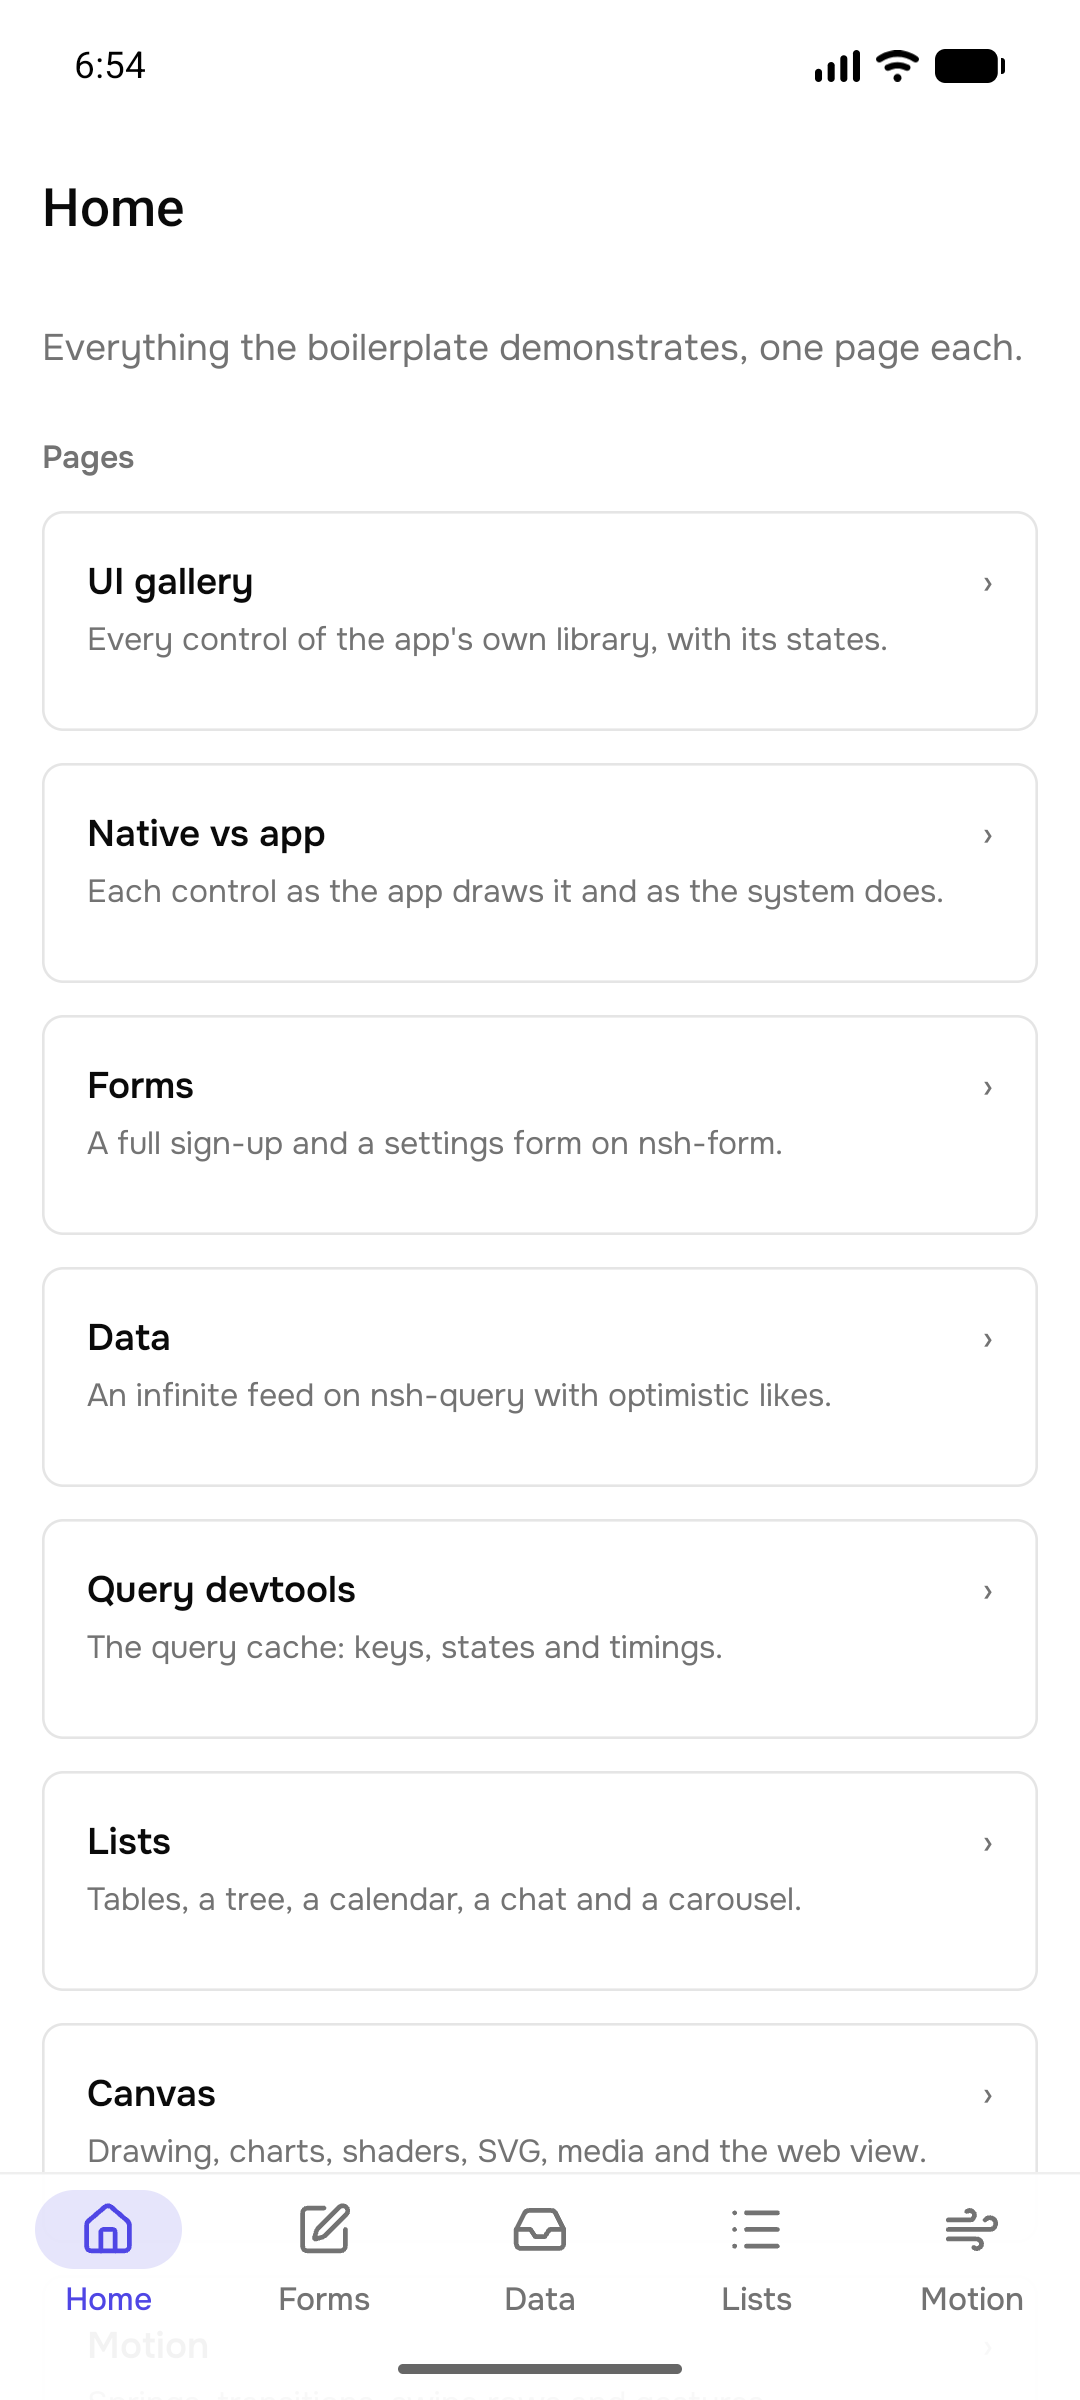 6:54
Home
Everything the boilerplate demonstrates, one page each.
Pages
UI gallery
›
Every control of the app's own library, with its states.
Native vs app
›
Each control as the app draws it and as the system does.
Forms
›
A full sign-up and a settings form on nsh-form.
Data
›
An infinite feed on nsh-query with optimistic likes.
Query devtools
›
The query cache: keys, states and timings.
Lists
›
Tables, a tree, a calendar, a chat and a carousel.
Canvas
›
Drawing, charts, shaders, SVG, media and the web view.
Home
Forms
Data
Lists
Motion
Motion
›